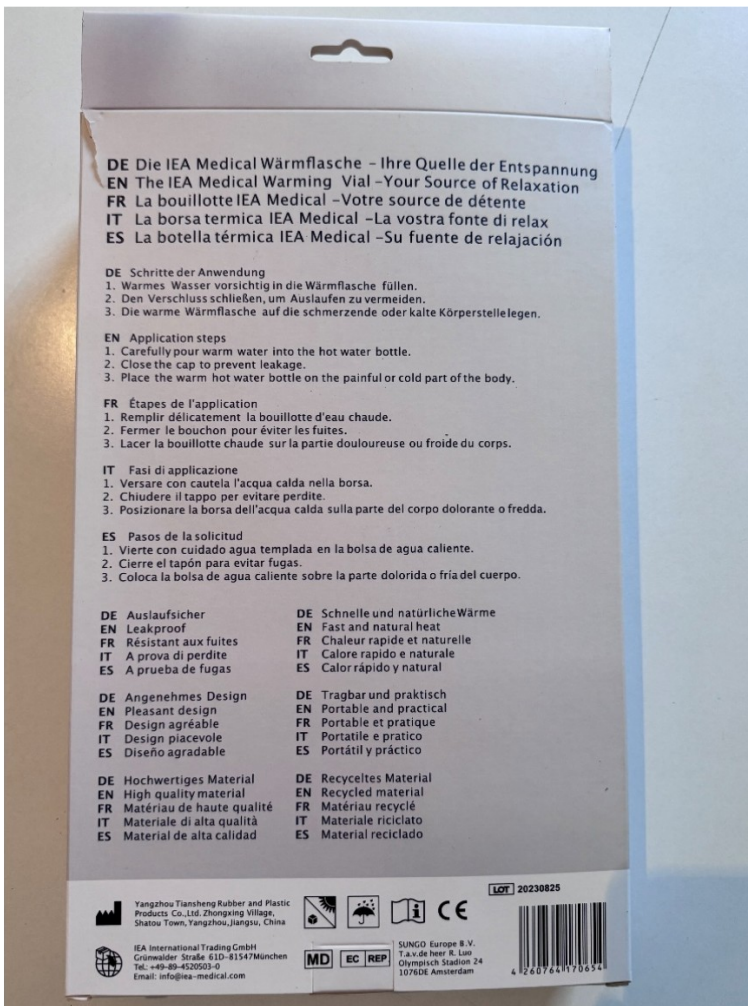 DE Die IEA Medical Wärmflasche – Ihre Quelle der Entspannung
EN The IEA Medical Warming Vial –Your Source of Relaxation
FR La bouillotte IEA Medical –Votre source de détente
IT La borsa termica IEA Medical –La vostra fonte di relax
ES La botella térmica IEA Medical –Su fuente de relajación
DE Schritte der Anwendung
1. Warmes Wasser vorsichtig in die Wärmflasche füllen.
2. Den Verschluss schließen, um Auslaufen zu vermeiden.
3. Die warme Wärmflasche auf die schmerzende oder kalte Körperstelle legen.
EN Application steps
1. Carefully pour warm water into the hot water bottle.
2. Close the cap to prevent leakage.
3. Place the warm hot water bottle on the painful or cold part of the body.
FR Étapes de l'application
1. Remplir délicatement la bouillotte d'eau chaude.
2. Fermer le bouchon pour éviter les fuites.
3. Lacer la bouillotte chaude sur la partie douloureuse ou froide du corps.
IT Fasi di applicazione
1. Versare con cautela l'acqua calda nella borsa.
2. Chiudere il tappo per evitare perdite.
3. Posizionare la borsa dell'acqua calda sulla parte del corpo dolorante o fredda.
ES Pasos de la solicitud
1. Vierte con cuidado agua templada en la bolsa de agua caliente.
2. Cierre el tapón para evitar fugas.
3. Coloca la bolsa de agua caliente sobre la parte dolorida o fría del cuerpo.
DE Auslaufsicher
EN Leakproof
FR Résistant aux fuites
IT A prova di perdite
ES A prueba de fugas
DE Schnelle und natürliche Wärme
EN Fast and natural heat
FR Chaleur rapide et naturelle
IT Calore rapido e naturale
ES Calor rápido y natural
DE Angenehmes Design
EN Pleasant design
FR Design agréable
IT Design piacevole
ES Diseño agradable
DE Tragbar und praktisch
EN Portable and practical
FR Portable et pratique
IT Portatile e pratico
ES Portátil y práctico
DE Hochwertiges Material
EN High quality material
FR Matériau de haute qualité
IT Materiale di alta qualità
ES Material de alta calidad
DE Recyceltes Material
EN Recycled material
FR Matériau recyclé
IT Materiale riciclato
ES Material reciclado
LOT 20230825
Yangzhou Tiansheng Rubber and Plastic
Products Co.,Ltd. Zhongxing Village,
Shatou Town, Yangzhou,Jiangsu, China
CE
IEA International Trading GmbH
Grünwalder Straße 61D-81547München
Tel.: +49-89-4520503-0
Email: info@iea-medical.com
MD
EC REP
SUNGO Europe B.V.
T.a.v.de heer R. Luo
Olympisch Stadion 24
1076DE Amsterdam
4 260764 170654